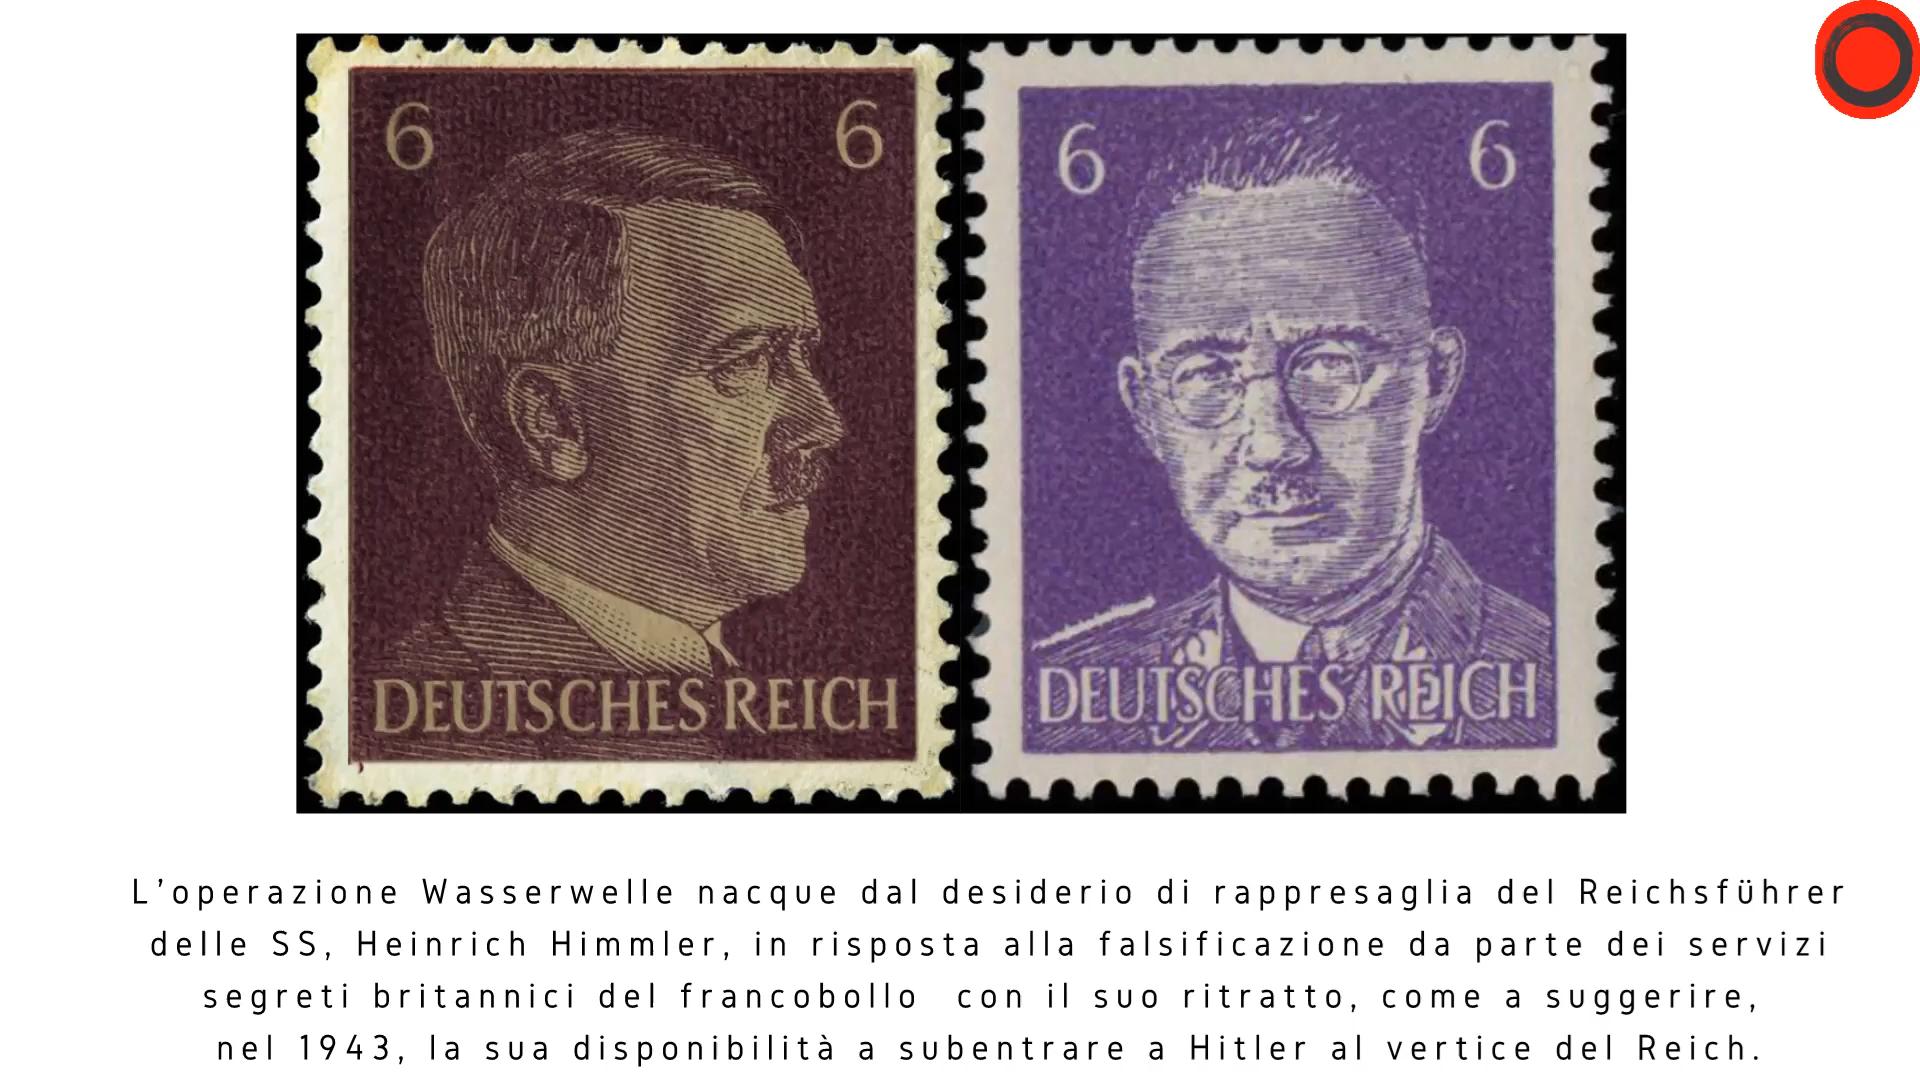 6 6
DEUTSCHES REICH
6 6
DEUTSCHES REICH
L’operazione Wasserwelle nacque dal desiderio di rappresaglia del Reichsführer
delle SS, Heinrich Himmler, in risposta alla falsificazione da parte dei servizi
segreti britannici del francobollo con il suo ritratto, come a suggerire,
nel 1943, la sua disponibilità a subentrare a Hitler al vertice del Reich.